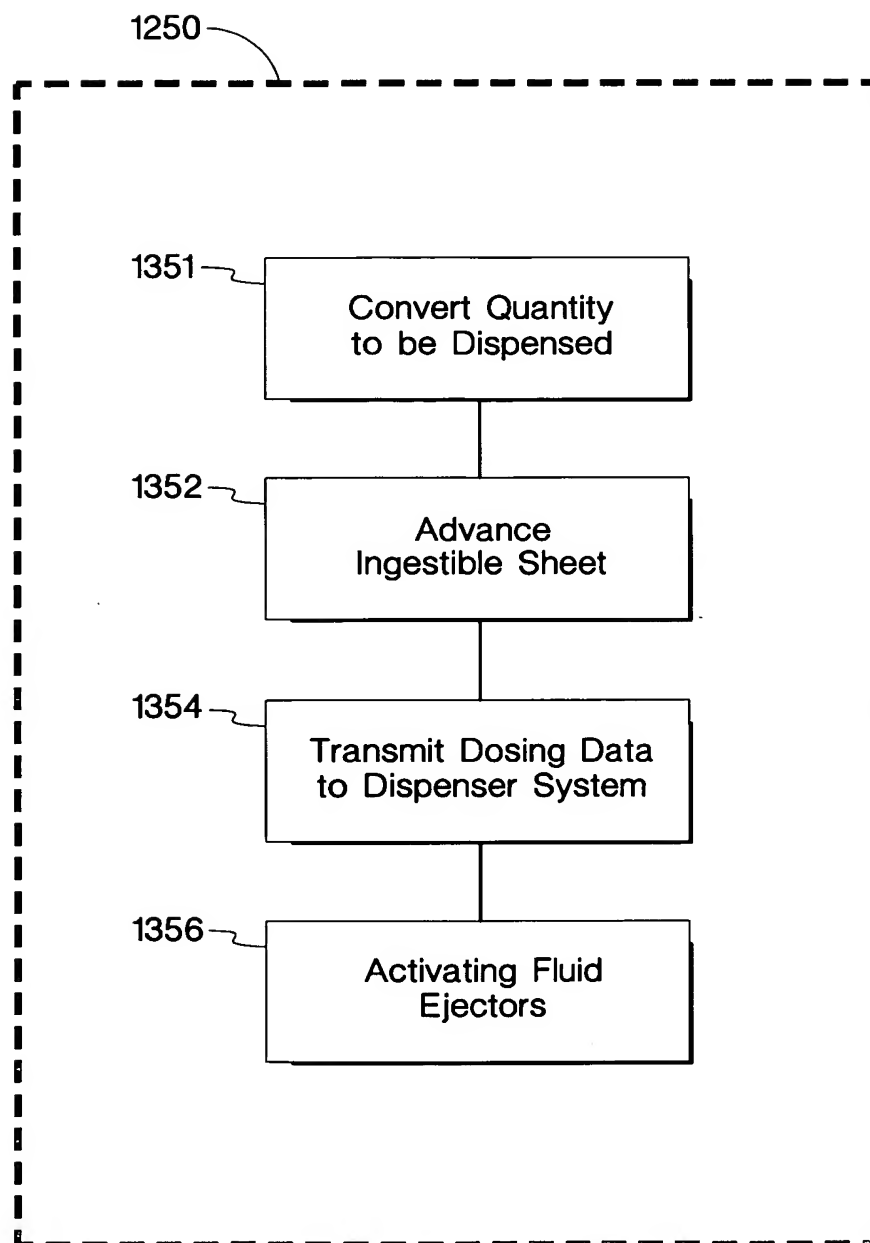 1250
1351
Convert Quantity
to be Dispensed
1352
Advance
Ingestible Sheet
1354
Transmit Dosing Data
to Dispenser System
1356
Activating Fluid
Ejectors